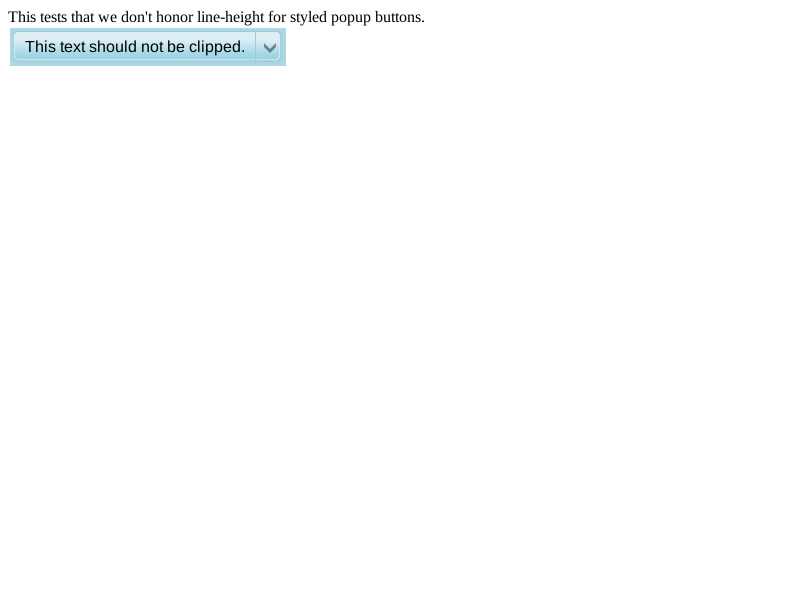 This tests that we don't honor line-height for styled popup buttons.
This text should not be clipped.